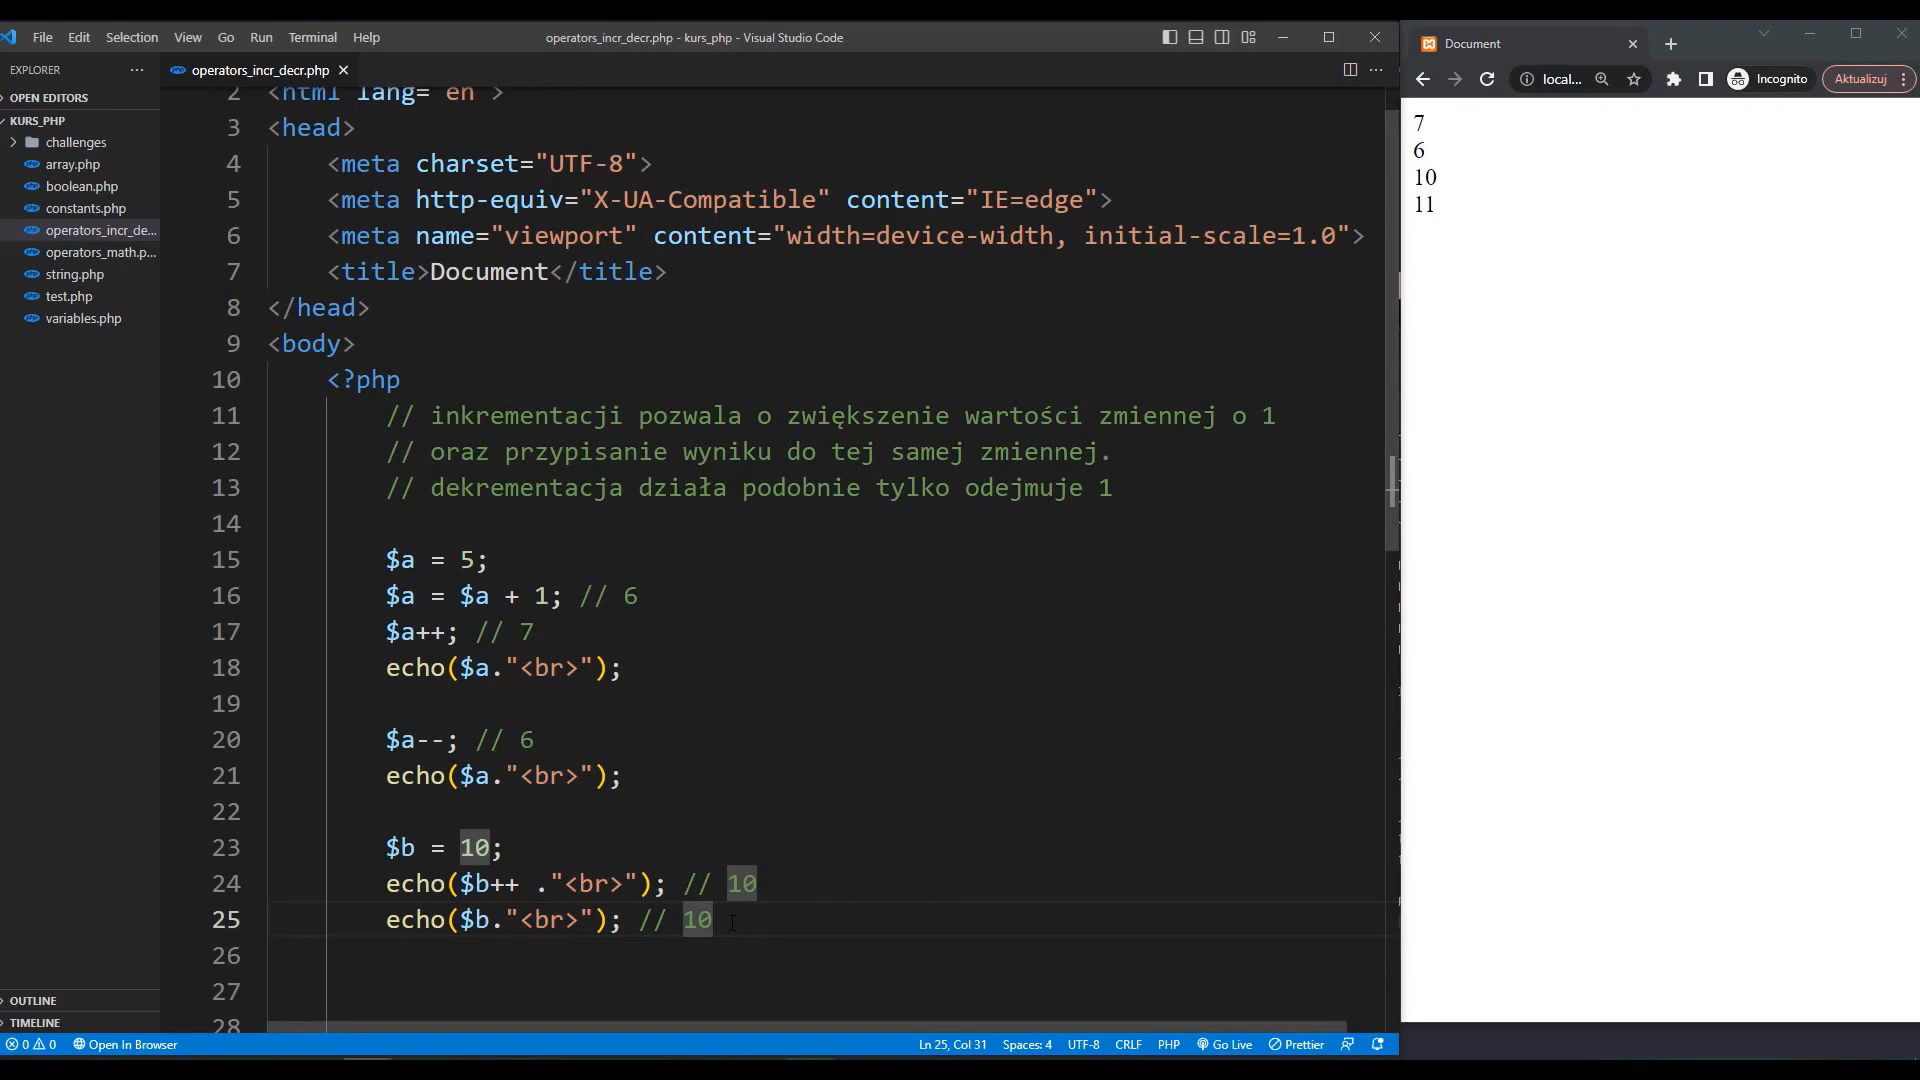 File Edit Selection View Go Run Terminal Help
operators_incr_decr.php - kurs_php - Visual Studio Code
EXPLORER
OPEN EDITORS
KURS_PHP
challenges
array.php
boolean.php
constants.php
operators_incr_de...
operators_math.p...
string.php
test.php
variables.php
OUTLINE
TIMELINE
operators_incr_decr.php
2 <html lang= en >
3 <head>
4 <meta charset="UTF-8">
5 <meta http-equiv="X-UA-Compatible" content="IE=edge">
6 <meta name="viewport" content="width=device-width, initial-scale=1.0">
7 <title>Document</title>
8 </head>
9 <body>
10 <?php
11 // inkrementacji pozwala o zwiększenie wartości zmiennej o 1
12 // oraz przypisanie wyniku do tej samej zmiennej.
13 // dekrementacja działa podobnie tylko odejmuje 1
14
15 $a = 5;
16 $a = $a + 1; // 6
17 $a++; // 7
18 echo($a."<br>");
19
20 $a--; // 6
21 echo($a."<br>");
22
23 $b = 10;
24 echo($b++ ."<br>"); // 10
25 echo($b."<br>"); // 10
26
27
28
0 0 Open In Browser
Ln 25, Col 31 Spaces: 4 UTF-8 CRLF PHP Go Live Prettier
Document
local... Incognito Aktualizuj
7
6
10
11